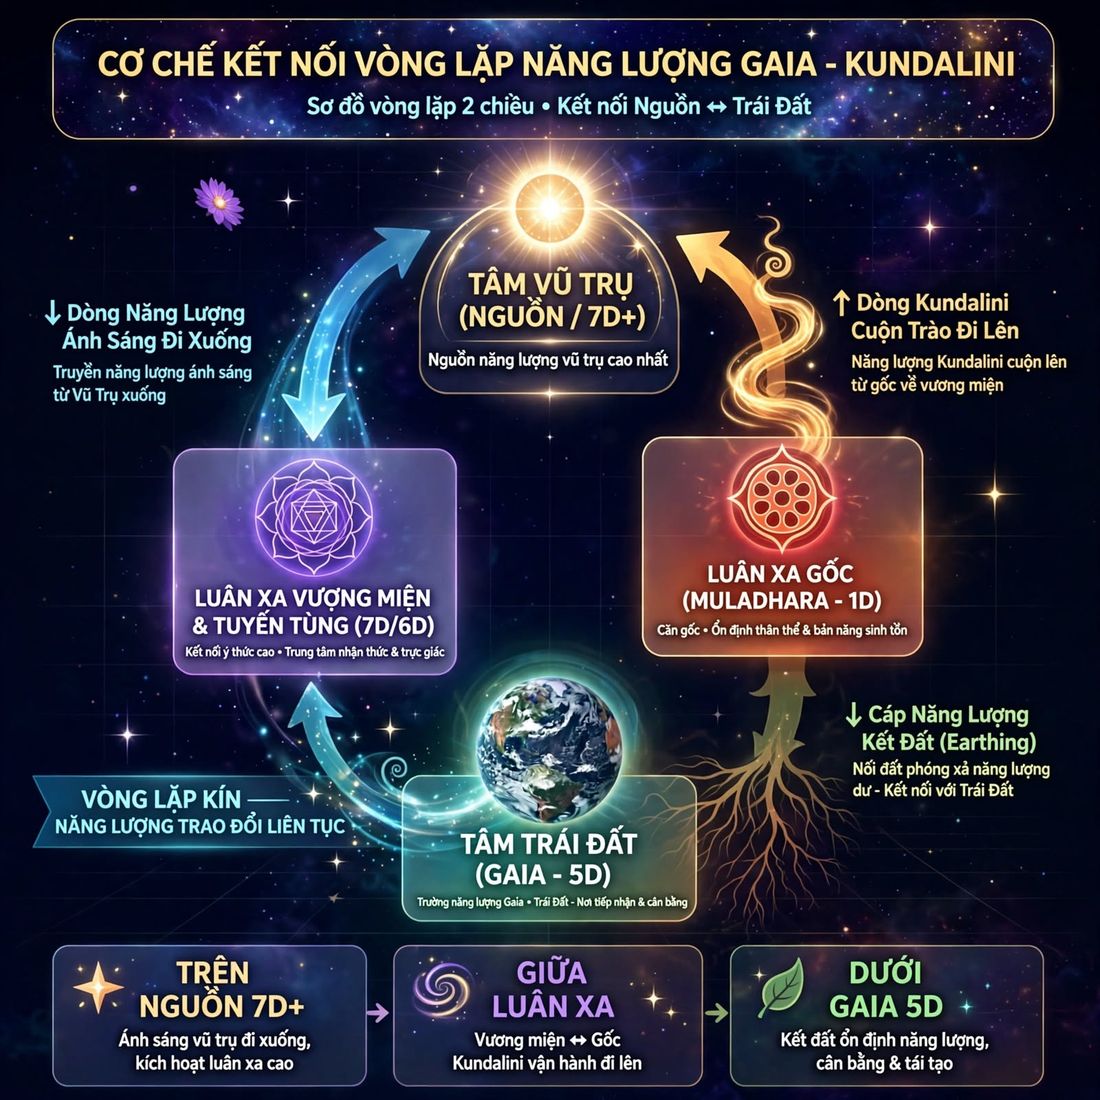 CƠ CHẾ KẾT NỐI VÒNG LẶP NĂNG LƯỢNG GAIA - KUNDALINI
Sơ đồ vòng lặp 2 chiều • Kết nối Nguồn ↔ Trái Đất
TÂM VŨ TRỤ
(NGUỒN / 7D+)
Nguồn năng lượng vũ trụ cao nhất
↓ Dòng Năng Lượng
Ánh Sáng Đi Xuống
Truyền năng lượng ánh sáng
từ Vũ Trụ xuống
↑ Dòng Kundalini
Cuộn Trào Đi Lên
Năng lượng Kundalini cuộn lên
từ gốc về vương miện
LUÂN XA VƯỢNG MIỆN
& TUYẾN TÙNG (7D/6D)
Kết nối ý thức cao • Trung tâm nhận thức & trực giác
LUÂN XA GỐC
(MULADHARA - 1D)
Căn gốc • Ổn định thân thể & bản năng sinh tồn
↓ Cáp Năng Lượng
Kết Đất (Earthing)
Nối đất phóng xả năng lượng
dư - Kết nối với Trái Đất
VÒNG LẶP KÍN —
NĂNG LƯỢNG TRAO ĐỔI LIÊN TỤC
TÂM TRÁI ĐẤT
(GAIA - 5D)
Trường năng lượng Gaia • Trái Đất - Nơi tiếp nhận & cân bằng
TRÊN
NGUỒN 7D+
Ánh sáng vũ trụ đi xuống,
kích hoạt luân xa cao
GIỮA
LUÂN XA
Vương miện ↔ Gốc
Kundalini vận hành đi lên
DƯỚI
GAIA 5D
Kết đất ổn định năng lượng,
cân bằng & tái tạo